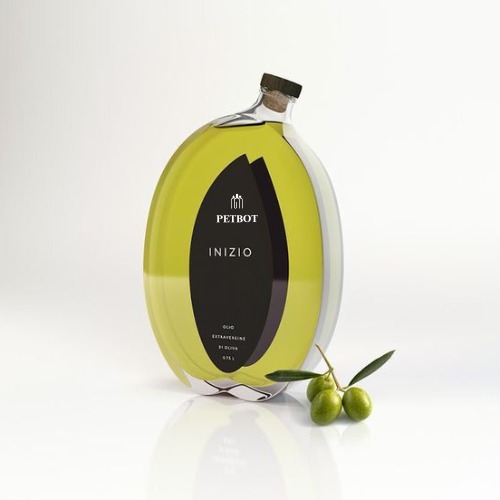 PETBOT
INIZIO
OLIO
EXTRAVERGINE
DI OLIVA
0.75 L